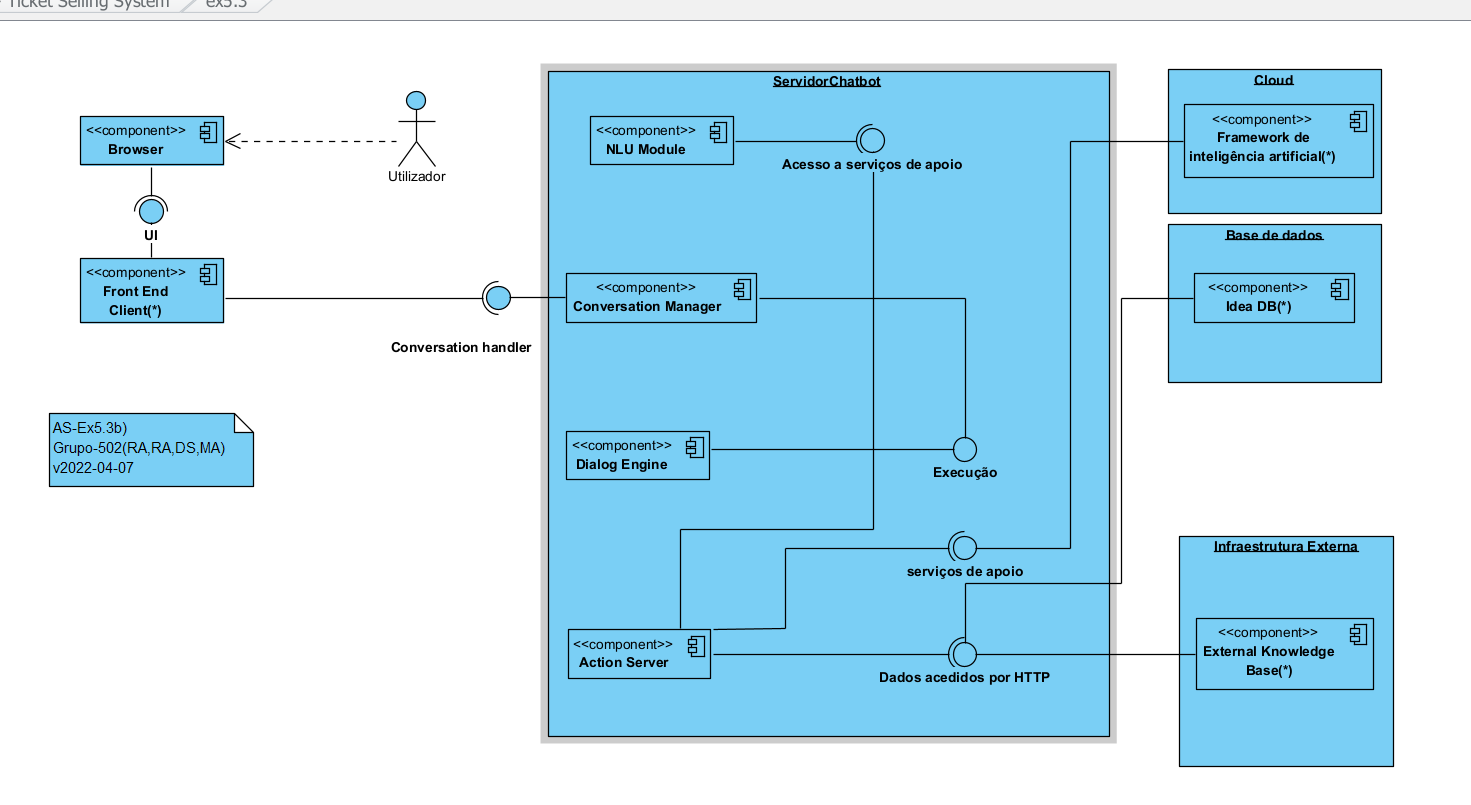 Ticket Selling System
ex5.3
<<component>>
Browser
Utilizador
UI
<<component>>
Front End
Client(*)
Conversation handler
AS-Ex5.3b)
Grupo-502(RA,RA,DS,MA)
v2022-04-07
ServidorChatbot
<<component>>
NLU Module
Acesso a serviços de apoio
<<component>>
Conversation Manager
<<component>>
Dialog Engine
Execução
serviços de apoio
<<component>>
Action Server
Dados acedidos por HTTP
Cloud
<<component>>
Framework de
inteligência artificial(*)
Base de dados
<<component>>
Idea DB(*)
Infraestrutura Externa
<<component>>
External Knowledge
Base(*)